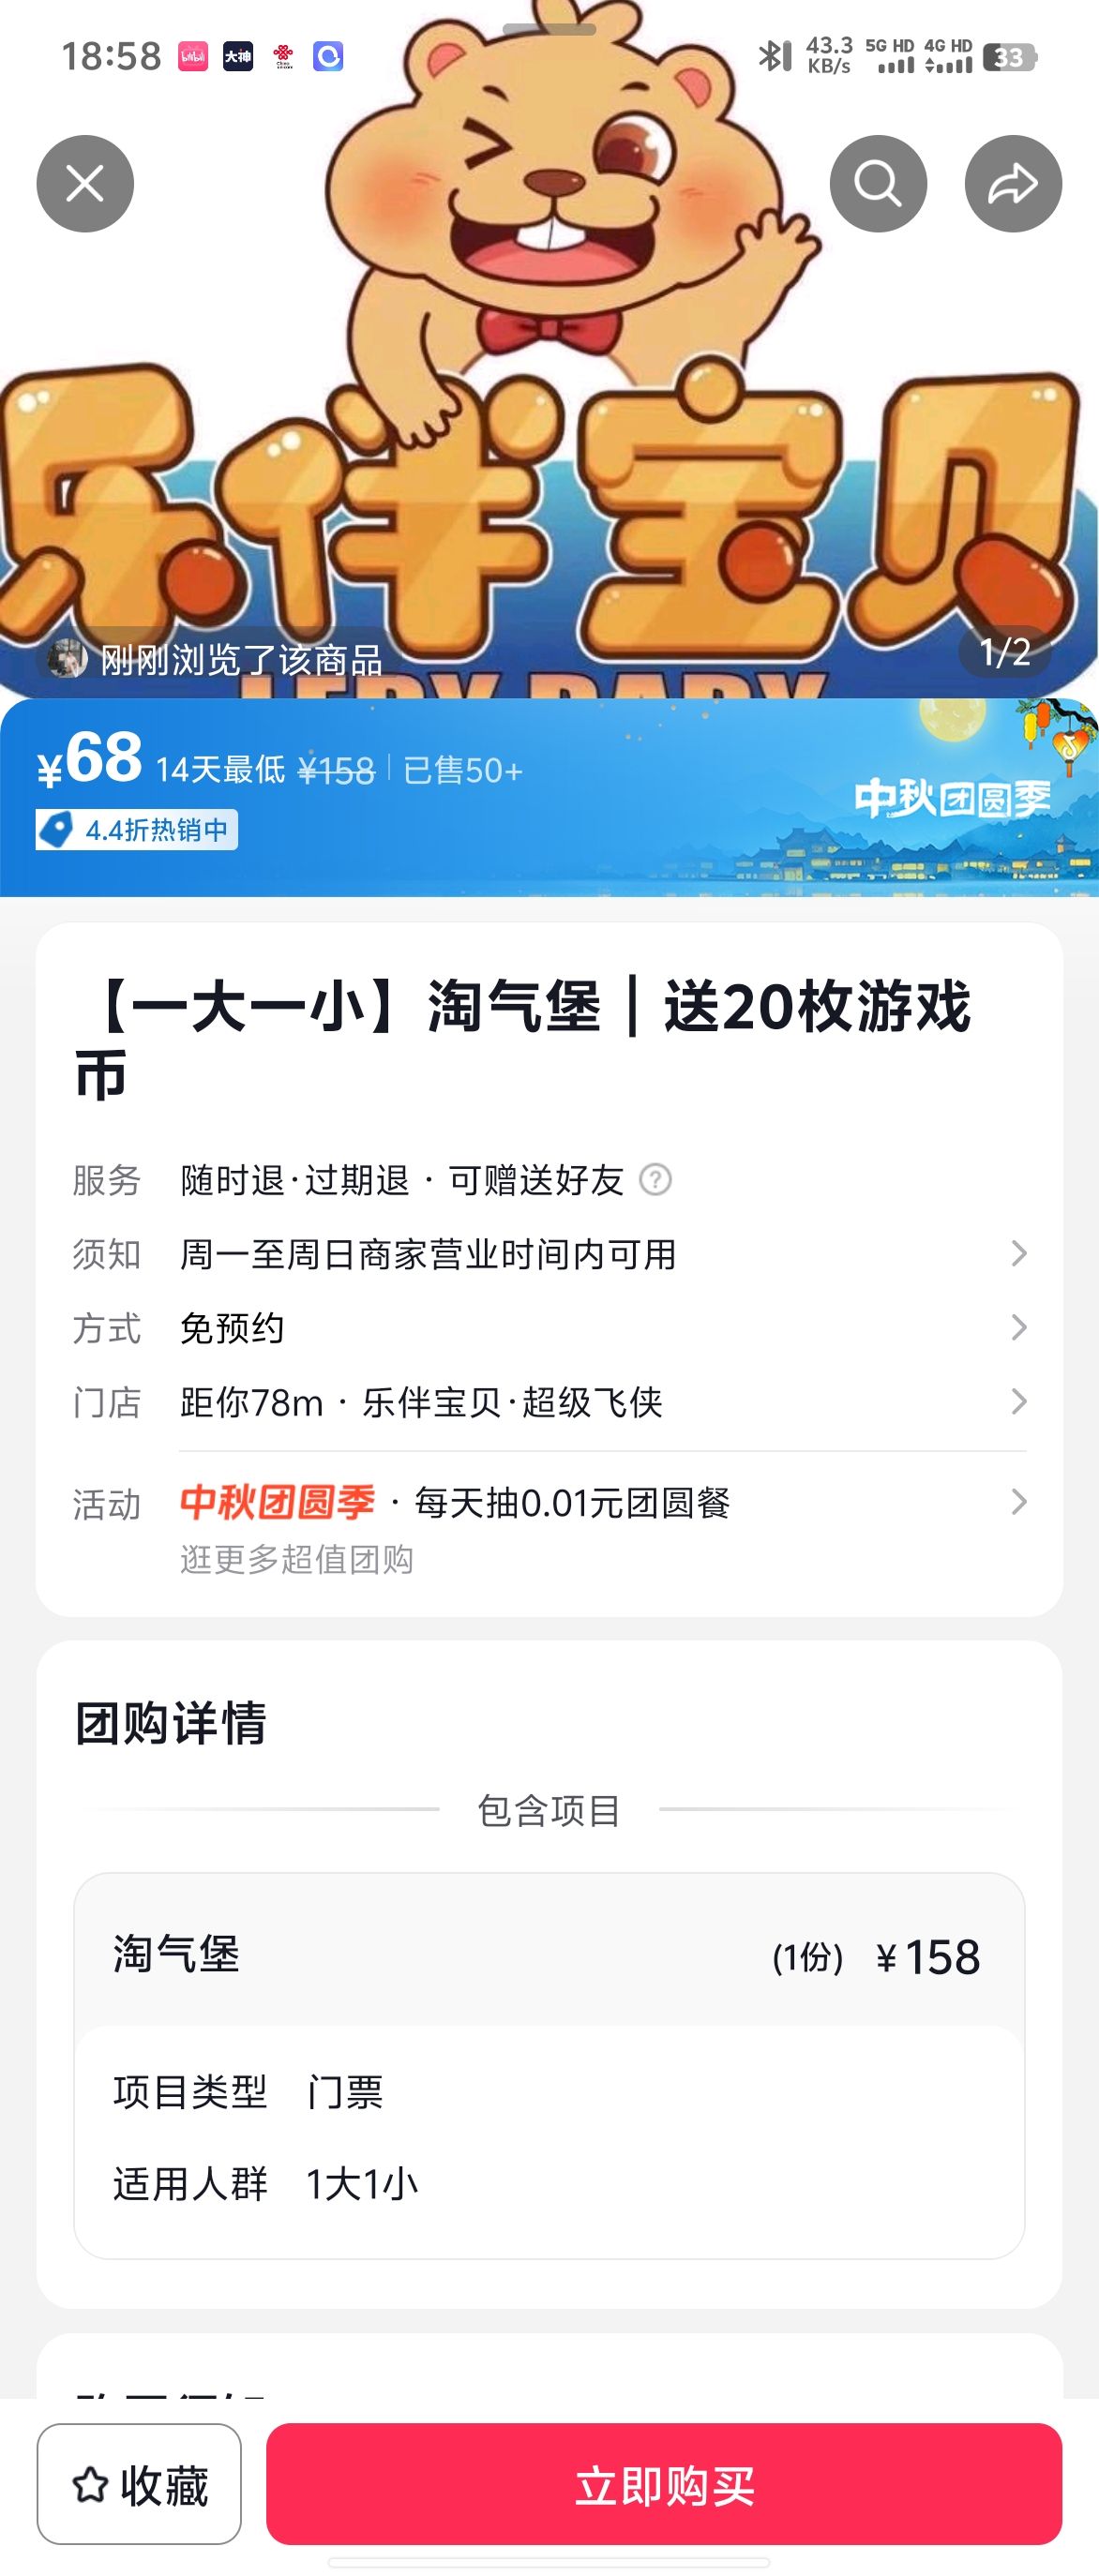 18:58
bilibili
大神
43.3 KB/s
5G HD
4G HD
33
乐伴宝贝
刚刚浏览了该商品
1/2
¥68 14天最低 ¥158 已售50+
4.4折热销中
中秋团圆季
【一大一小】淘气堡｜送20枚游戏
币
服务 随时退·过期退 · 可赠送好友 ?
须知 周一至周日商家营业时间内可用
方式 免预约
门店 距你78m · 乐伴宝贝·超级飞侠
活动 中秋团圆季 · 每天抽0.01元团圆餐
逛更多超值团购
团购详情
包含项目
淘气堡 (1份) ¥158
项目类型 门票
适用人群 1大1小
收藏
立即购买